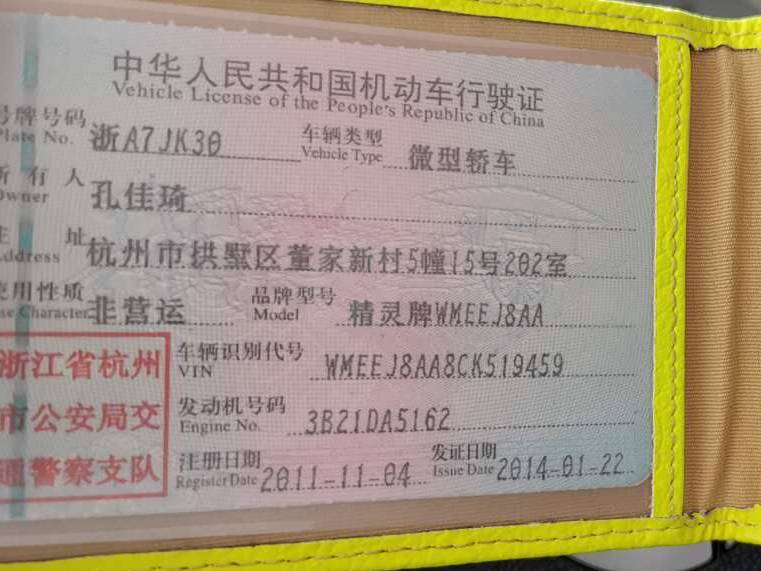 中华人民共和国机动车行驶证
Vehicle License of the People's Republic of China
号牌号码 浙A7JK30 车辆类型 微型轿车
Plate No. Vehicle Type
所有人 孔佳琦
Owner
住址 杭州市拱墅区董家新村5幢15号202室
Address
使用性质 非营运 品牌型号 精灵牌WMEEJ8AA
Use Character Model
浙江省杭州
市公安局交
通警察支队
车辆识别代号 WMEEJ8AA8CK519459
VIN
发动机号码 3B21DA5162
Engine No.
注册日期 2011-11-04 发证日期 2014-01-22
Register Date Issue Date